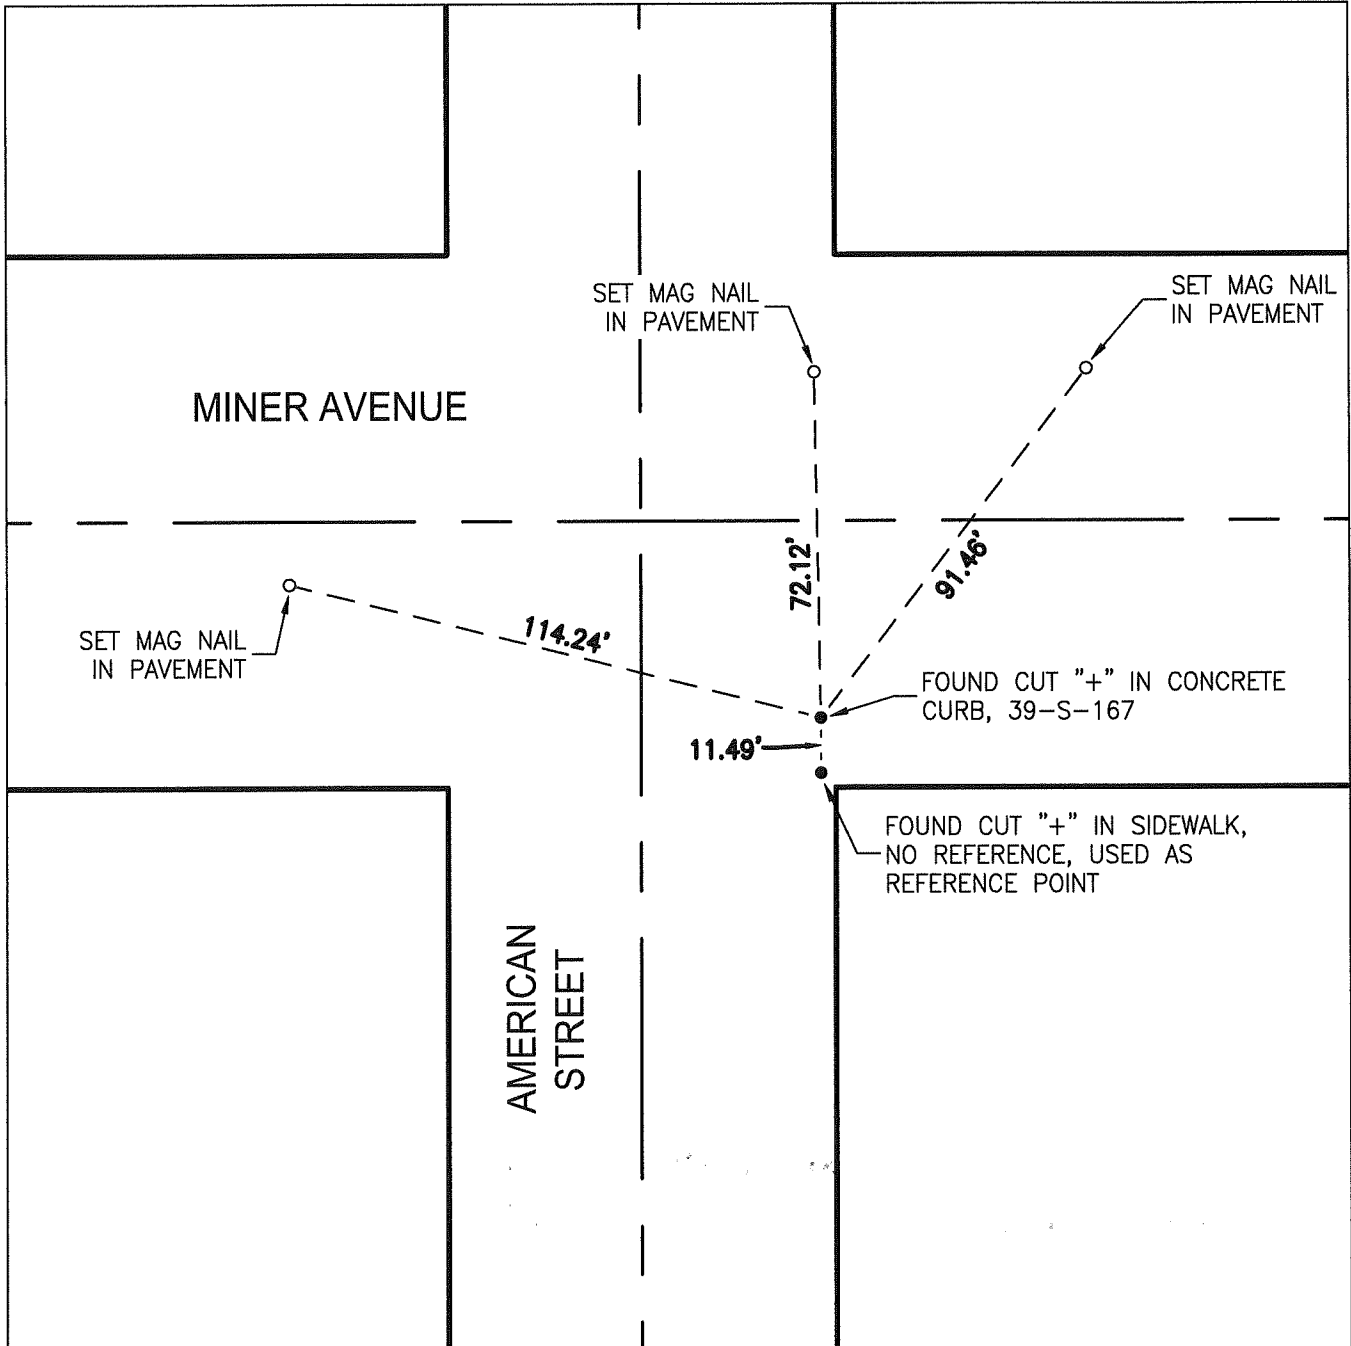 SET MAG NAIL
IN PAVEMENT
SET MAG NAIL
IN PAVEMENT
MINER AVENUE
72.12'
91.46'
114.24'
SET MAG NAIL
IN PAVEMENT
FOUND CUT "+" IN CONCRETE
CURB, 39-S-167
11.49'
FOUND CUT "+" IN SIDEWALK,
NO REFERENCE, USED AS
REFERENCE POINT
AMERICAN
STREET